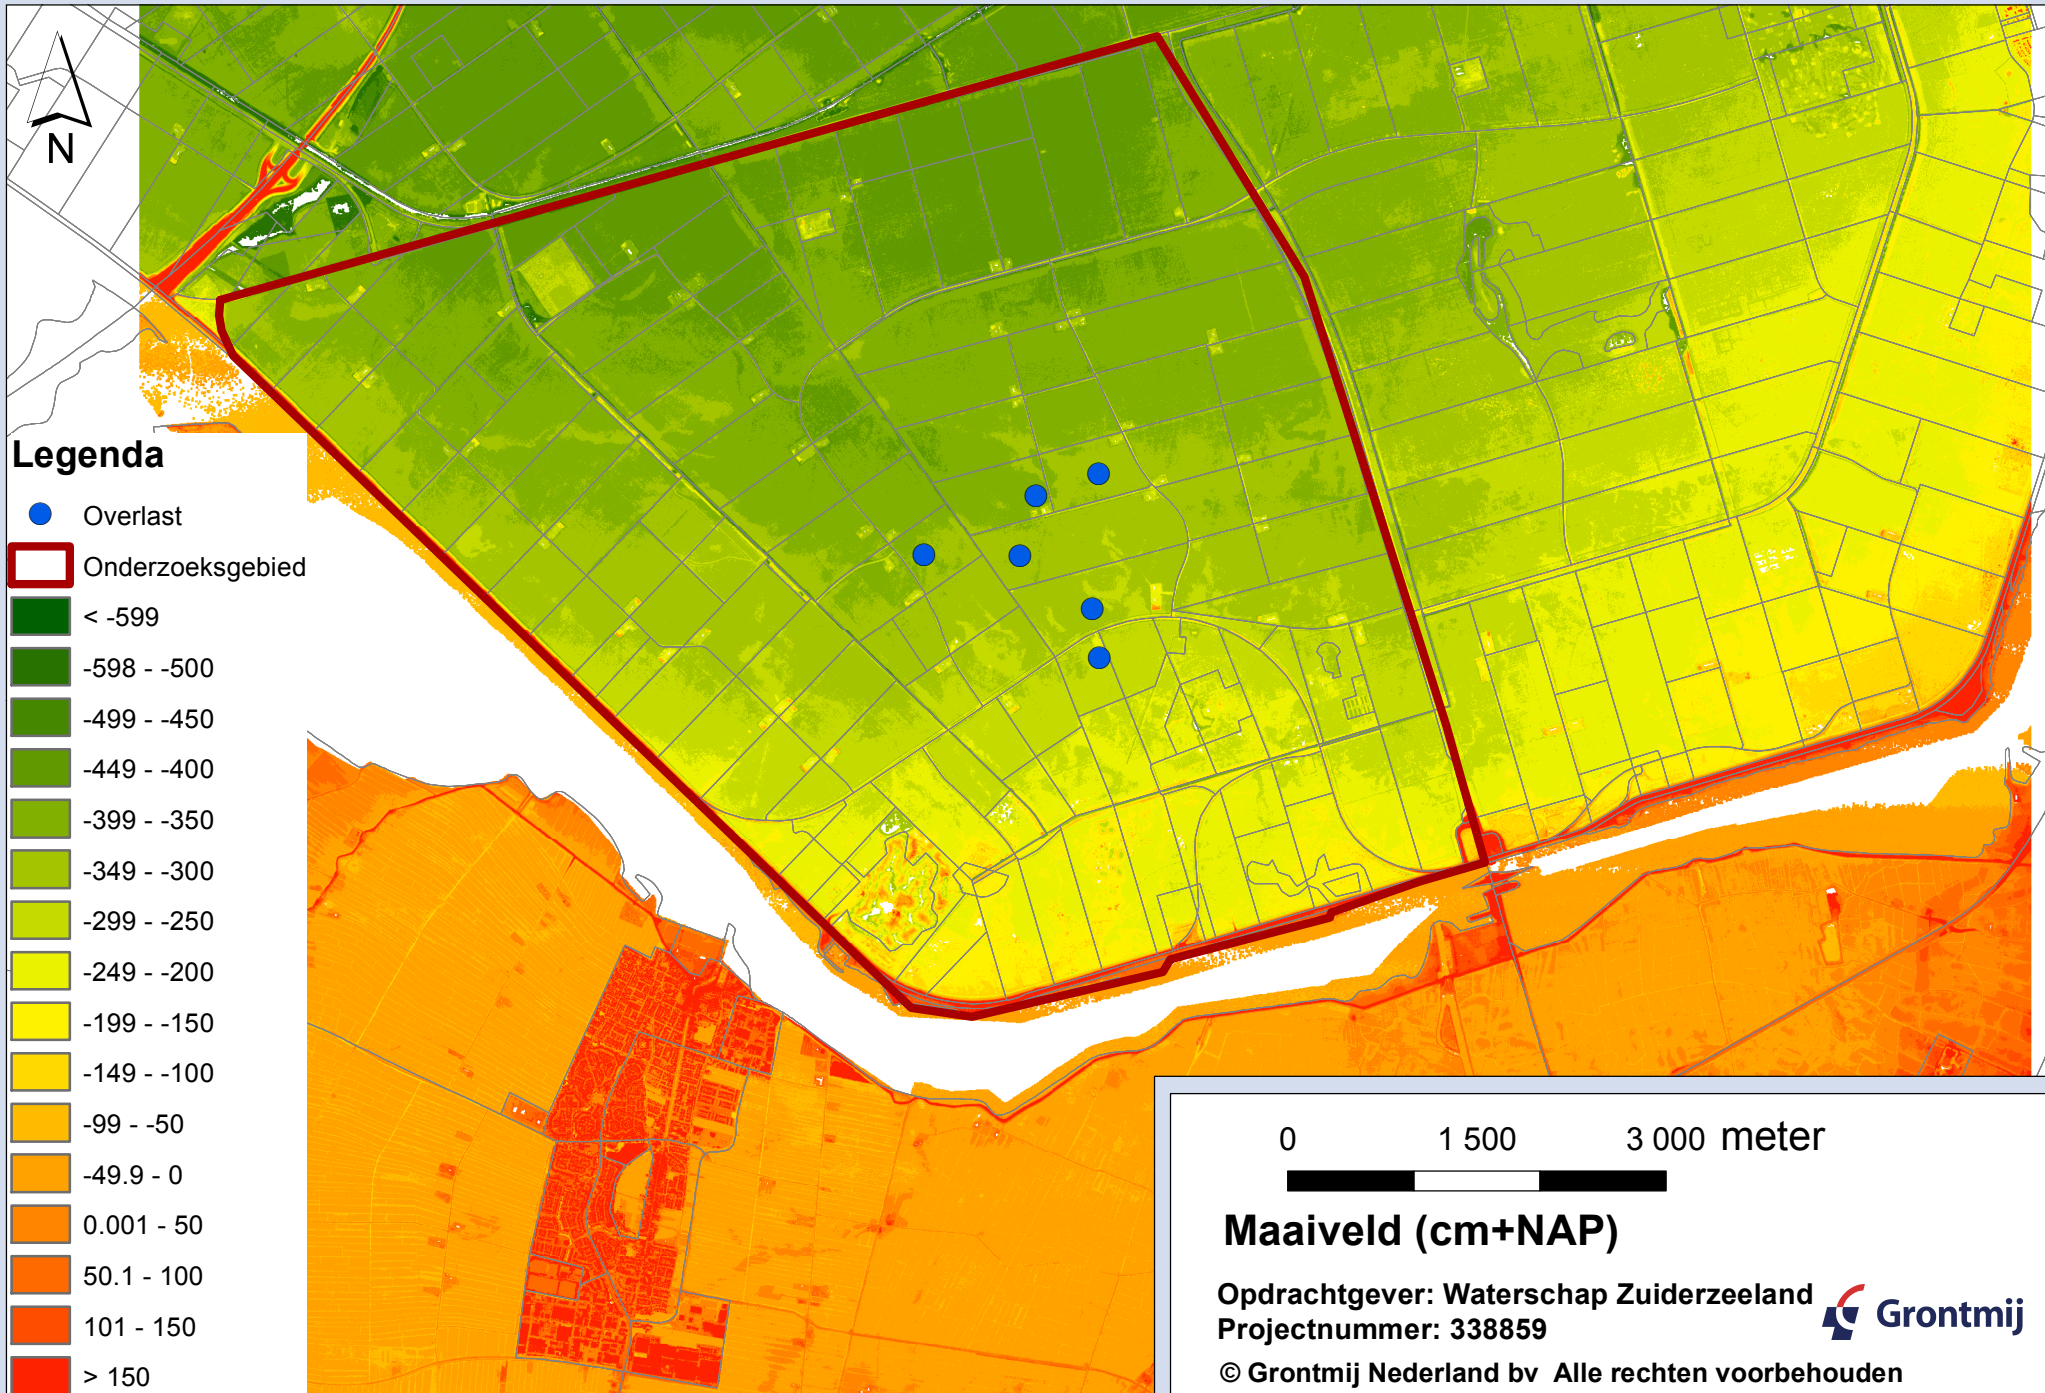 N
Legenda
Overlast
Onderzoeksgebied
< -599
-598 - -500
-499 - -450
-449 - -400
-399 - -350
-349 - -300
-299 - -250
-249 - -200
-199 - -150
-149 - -100
-99 - -50
-49.9 - 0
0.001 - 50
50.1 - 100
101 - 150
> 150
0 1 500 3 000 meter
Maaiveld (cm+NAP)
Opdrachtgever: Waterschap Zuiderzeeland
Projectnummer: 338859
Grontmij
© Grontmij Nederland bv Alle rechten voorbehouden